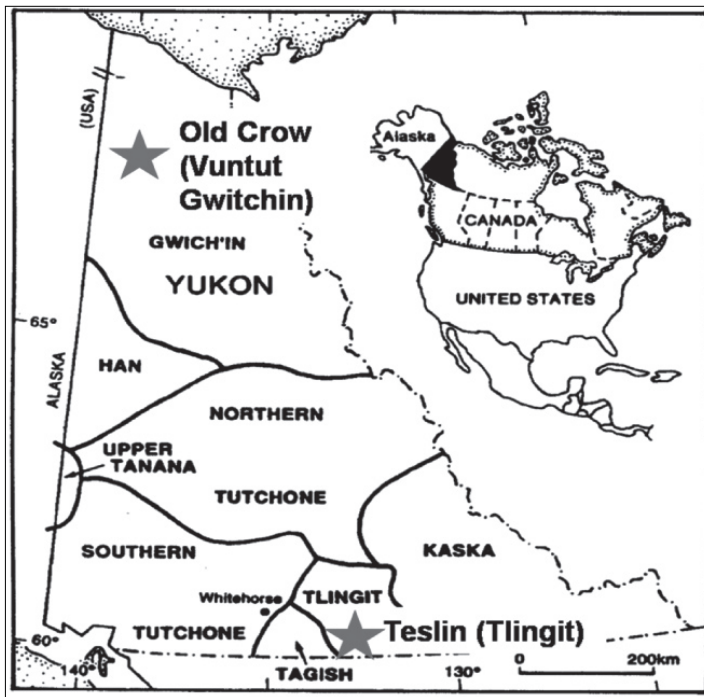 (USA)
Old Crow
(Vuntut
Gwitchin)
GWICH'IN
YUKON
Alaska
CANADA
UNITED STATES
65°
HAN
ALASKA
NORTHERN
UPPER
TANANA
TUTCHONE
SOUTHERN
KASKA
Whitehorse
TLINGIT
60°
TUTCHONE
Teslin (Tlingit)
TAGISH
140°
130°
0
200km